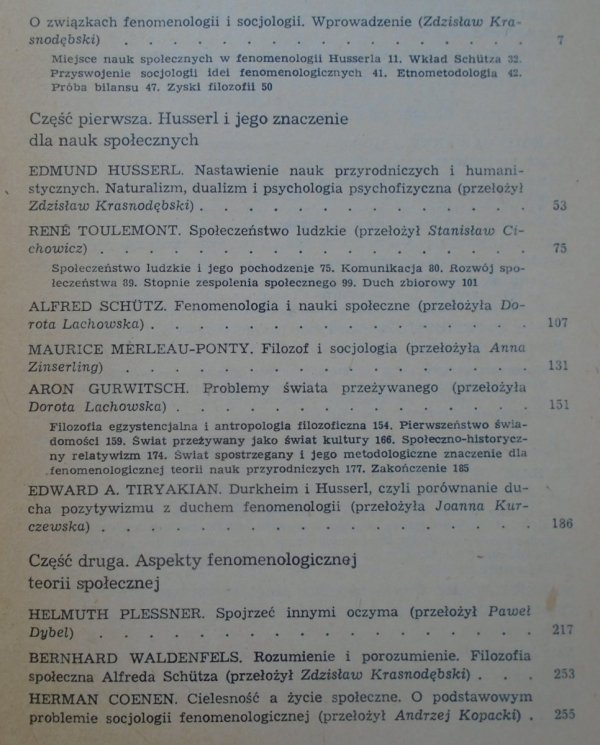 O związkach fenomenologii i socjologii. Wprowadzenie (Zdzisław Kra-
snodębski) . . . . . . . . . . . . . . . . . 7
Miejsce nauk społecznych w fenomenologii Husserla 11. Wkład Schütza 32.
Przyswojenie socjologii idei fenomenologicznych 41. Etnometodologia 42.
Próba bilansu 47. Zyski filozofii 50
Część pierwsza. Husserl i jego znaczenie
dla nauk społecznych
EDMUND HUSSERL. Nastawienie nauk przyrodniczych i humani-
stycznych. Naturalizm, dualizm i psychologia psychofizyczna (przełożył
Zdzisław Krasnodębski) . . . . . . . . . . . . . 53
RENÉ TOULEMONT. Społeczeństwo ludzkie (przełożył Stanisław Ci-
chowicz) . . . . . . . . . . . . . . . . . . 75
Społeczeństwo ludzkie i jego pochodzenie 75. Komunikacja 80. Rozwój spo-
łeczeństwa 89. Stopnie zespolenia społecznego 99. Duch zbiorowy 101
ALFRED SCHÜTZ. Fenomenologia i nauki społeczne (przełożyła Do-
rota Lachowska) . . . . . . . . . . . . . . . 107
MAURICE MERLEAU-PONTY. Filozof i socjologia (przełożyła Anna
Zinserling) . . . . . . . . . . . . . . . . . 131
ARON GURWITSCH. Problemy świata przeżywanego (przełożyła
Dorota Lachowska) . . . . . . . . . . . . . . 151
Filozofia egzystencjalna i antropologia filozoficzna 154. Pierwszeństwo świa-
domości 159. Świat przeżywany jako świat kultury 166. Społeczno-historycz-
ny relatywizm 174. Świat spostrzegany i jego metodologiczne znaczenie dla
fenomenologicznej teorii nauk przyrodniczych 177. Zakończenie 185
EDWARD A. TIRYAKIAN. Durkheim i Husserl, czyli porównanie du-
cha pozytywizmu z duchem fenomenologii (przełożyła Joanna Kur-
czewska) . . . . . . . . . . . . . . . . . . 186
Część druga. Aspekty fenomenologicznej
teorii społecznej
HELMUTH PLESSNER. Spojrzeć innymi oczyma (przełożył Paweł
Dybel) . . . . . . . . . . . . . . . . . . 217
BERNHARD WALDENFELS. Rozumienie i porozumienie. Filozofia
społeczna Alfreda Schütza (przełożył Zdzisław Krasnodębski) . . . 253
HERMAN COENEN. Cielesność a życie społeczne. O podstawowym
problemie socjologii fenomenologicznej (przełożył Andrzej Kopacki) . 255